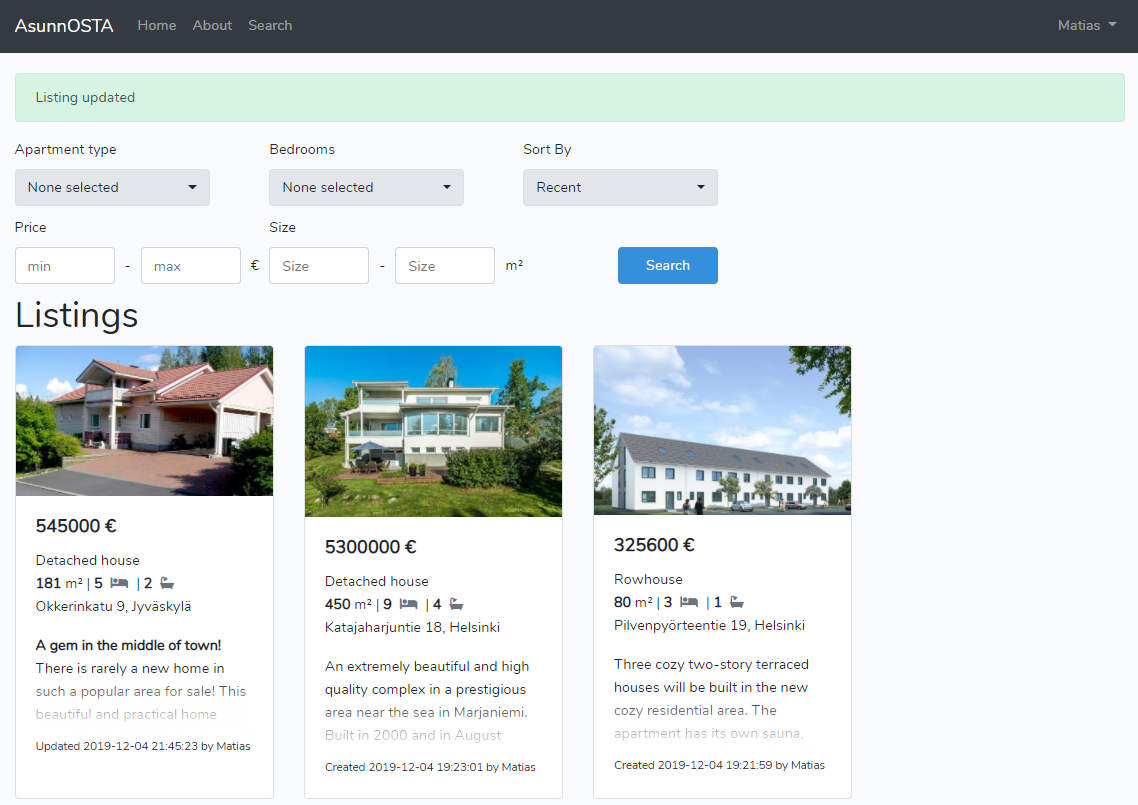 AsunnOSTA Home About Search Matias
Listing updated
Apartment type Bedrooms Sort By
None selected None selected Recent
Price Size
min - max € Size - Size m² Search
Listings
545000 €
Detached house
181 m² | 5 | 2
Okkerinkatu 9, Jyväskylä
A gem in the middle of town!
There is rarely a new home in
such a popular area for sale! This
beautiful and practical home
Updated 2019-12-04 21:45:23 by Matias
5300000 €
Detached house
450 m² | 9 | 4
Katajaharjuntie 18, Helsinki
An extremely beautiful and high
quality complex in a prestigious
area near the sea in Marjaniemi.
Built in 2000 and in August
Created 2019-12-04 19:23:01 by Matias
325600 €
Rowhouse
80 m² | 3 | 1
Pilvenpyörteentie 19, Helsinki
Three cozy two-story terraced
houses will be built in the new
cozy residential area. The
apartment has its own sauna,
Created 2019-12-04 19:21:59 by Matias